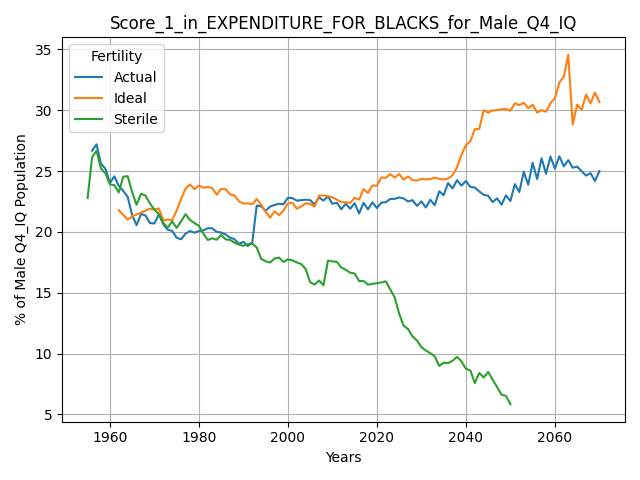 Score_1_in_EXPENDITURE_FOR_BLACKS_for_Male_Q4_IQ
Fertility
Actual
Ideal
Sterile
% of Male Q4_IQ Population
35
30
25
20
15
10
5
1960 1980 2000 2020 2040 2060
Years